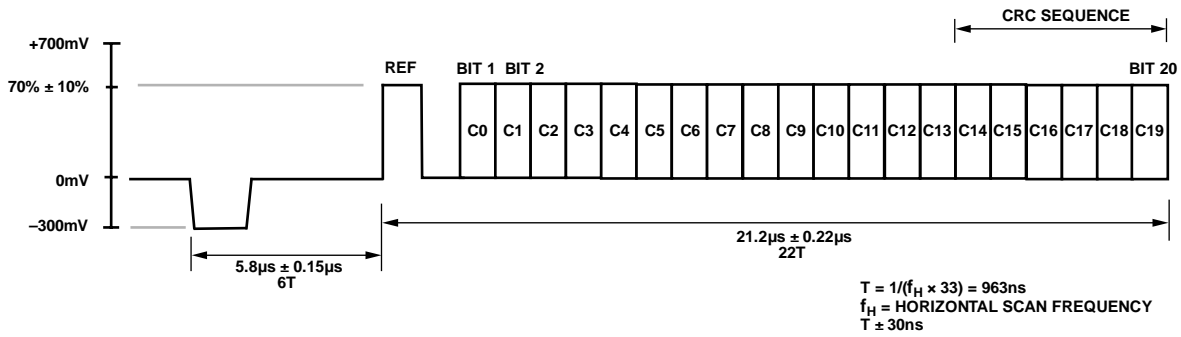 CRC SEQUENCE
+700mV
REF
BIT 1 BIT 2
BIT 20
70% ± 10%
C0 C1 C2 C3 C4 C5 C6 C7 C8 C9 C10 C11 C12 C13 C14 C15 C16 C17 C18 C19
0mV
–300mV
21.2µs ± 0.22µs
22T
5.8µs ± 0.15µs
6T
T = 1/(fH × 33) = 963ns
fH = HORIZONTAL SCAN FREQUENCY
T ± 30ns